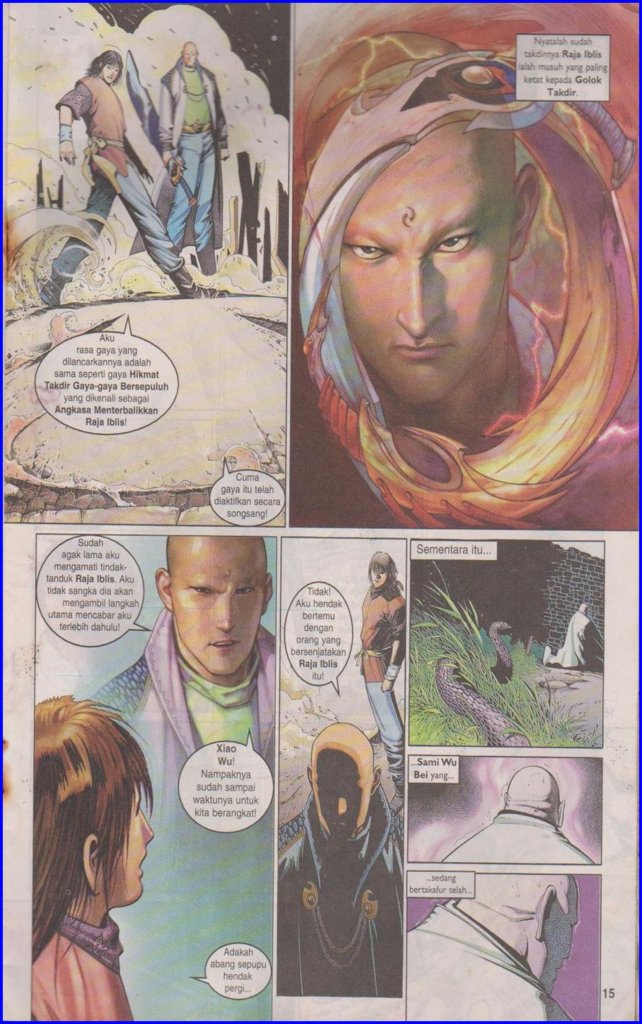 Nyatalah sudah
takdirnya Raja Iblis
ialah musuh yang paling
ketat kepada Golok
Takdir.
Aku
rasa gaya yang
dilancarkannya adalah
sama seperti gaya Hikmat
Takdir Gaya-gaya Bersepuluh
yang dikenali sebagai
Angkasa Menterbalikkan
Raja Iblis!
Cuma
gaya itu telah
diaktifkan secara
songsang!
Sudah
agak lama aku
mengamati tindak-
tanduk Raja Iblis. Aku
tidak sangka dia akan
mengambil langkah
utama mencabar aku
terlebih dahulu!
Xiao
Wu!
Nampaknya
sudah sampai
waktunya untuk
kita berangkat!
Adakah
abang sepupu
hendak
pergi...
Tidak!
Aku hendak
bertemu
dengan
orang yang
bersenjatakan
Raja Iblis
itu!
Sementara itu...
...Sami Wu
Bei yang...
...sedang
bertakafur telah...
15